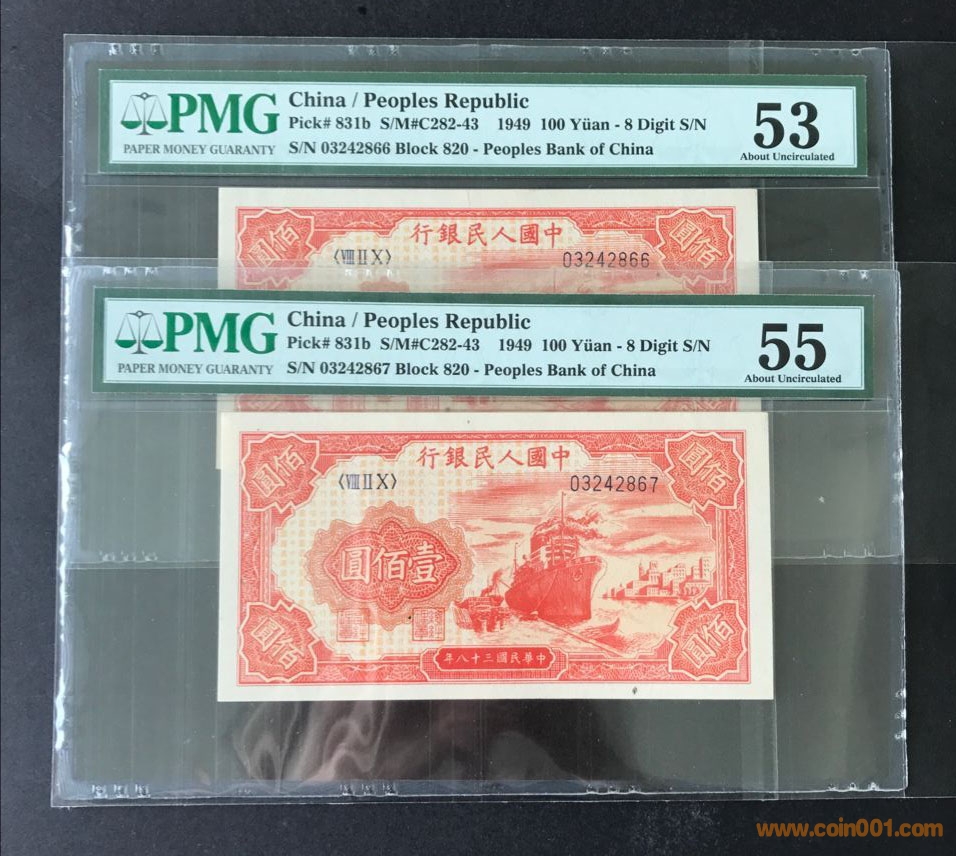 PMG
PAPER MONEY GUARANTY
China / Peoples Republic
Pick# 831b S/M#C282-43 1949 100 Yüan - 8 Digit S/N
S/N 03242866 Block 820 - Peoples Bank of China
53
About Uncirculated
佰圓
行銀民人國中
佰圓
〈VIII II X〉
03242866
PMG
PAPER MONEY GUARANTY
China / Peoples Republic
Pick# 831b S/M#C282-43 1949 100 Yüan - 8 Digit S/N
S/N 03242867 Block 820 - Peoples Bank of China
55
About Uncirculated
佰圓
行銀民人國中
佰圓
〈VIII II X〉
03242867
圓佰壹
佰圓
年八十三國民華中
佰圓
www.coin001.com